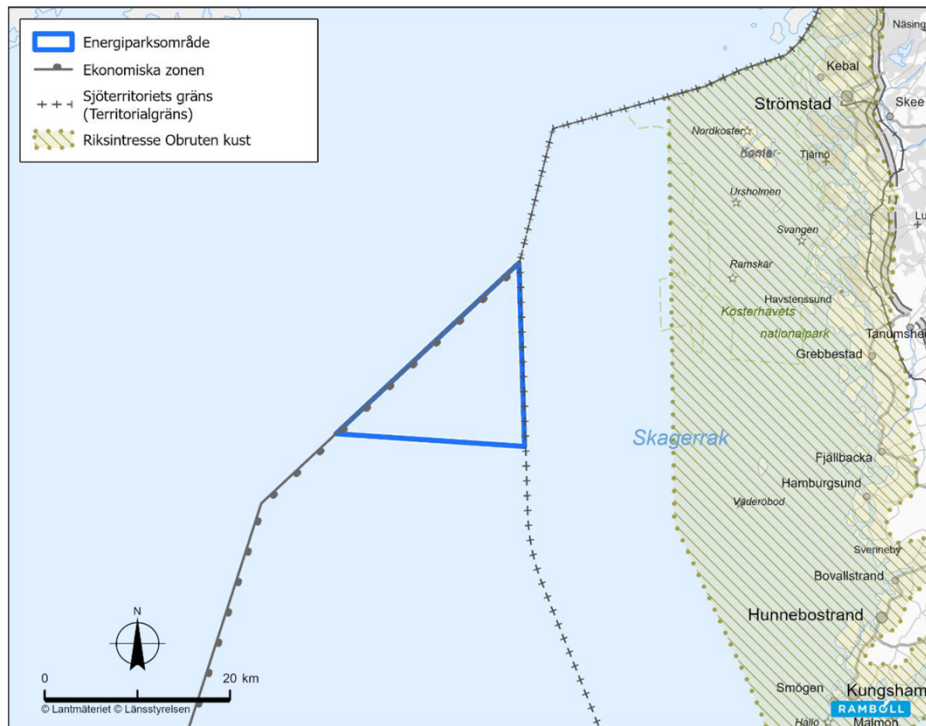 Energiparksområde
Ekonomiska zonen
Sjöterritoriets gräns
(Territorialgräns)
Riksintresse Obruten kust
Näsing
Kebal
Strömstad
Skee
Nordkoster
Koster-
Tjärnö
Ursholmen
Lu
Svangen
Ramskär
Havstenssund
Kosterhavets
nationalpark
Tanumshe
Grebbestad
Skagerrak
Fjällbacka
Hamburgsund
Väderöbod
Svenneby
Bovallstrand
Hunnebostrand
N
0 20 km
Smögen
Kungsham
RAMBOLL
© Lantmäteriet © Länsstyrelsen
Hållö
Malmön